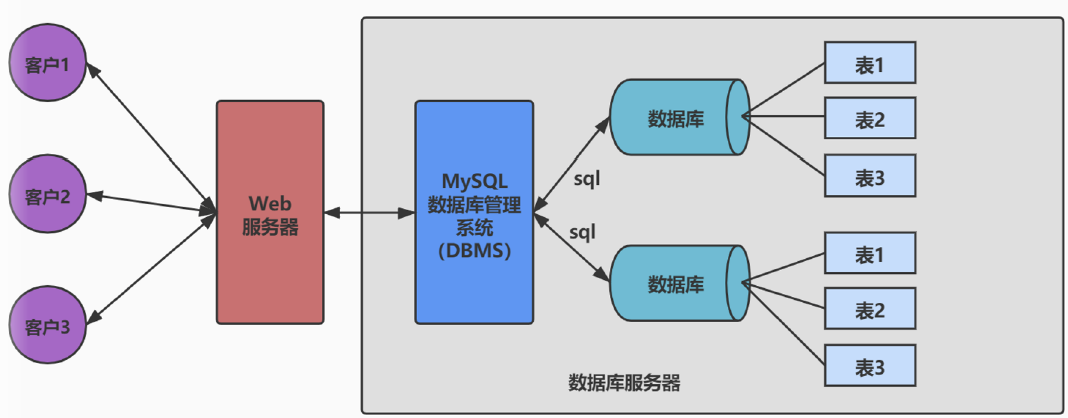 客户1
客户2
客户3
Web
服务器
MySQL
数据库管理
系统
（DBMS）
sql
sql
数据库
表1
表2
表3
数据库
表1
表2
表3
数据库服务器